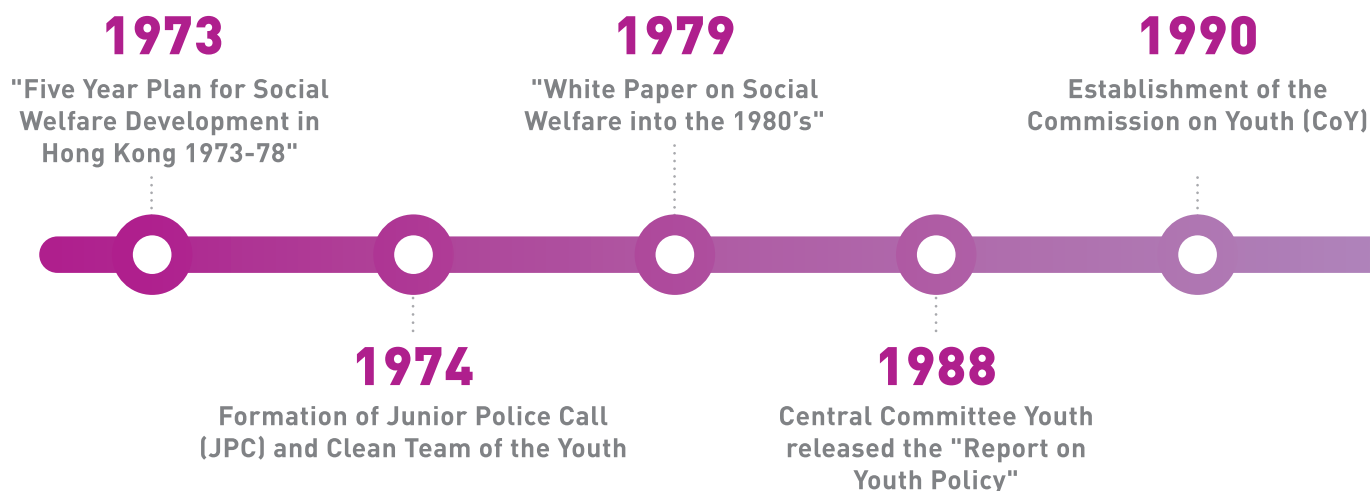 1973
"Five Year Plan for Social
Welfare Development in
Hong Kong 1973-78"
1974
Formation of Junior Police Call
(JPC) and Clean Team of the Youth
1979
"White Paper on Social
Welfare into the 1980's"
1988
Central Committee Youth
released the "Report on
Youth Policy"
1990
Establishment of the
Commission on Youth (CoY)